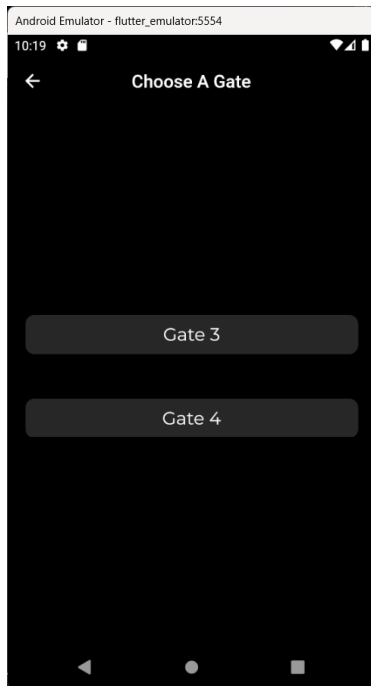 Android Emulator - flutter_emulator:5554
10:19
Choose A Gate
Gate 3
Gate 4